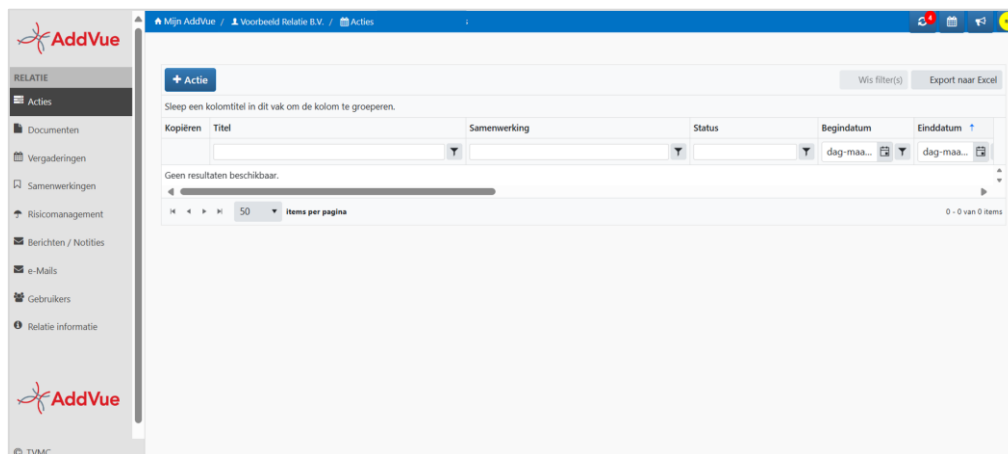 AddVue
Mijn AddVue / Voorbeeld Relatie B.V. / Acties
4
RELATIE
Acties
Documenten
Vergaderingen
Samenwerkingen
Risicomanagement
Berichten / Notities
e-Mails
Gebruikers
Relatie informatie
AddVue
© TVMC
+ Actie
Wis filter(s) Export naar Excel
Sleep een kolomtitel in dit vak om de kolom te groeperen.
Kopiëren Titel Samenwerking Status Begindatum Einddatum ↑
dag-maa... dag-maa...
Geen resultaten beschikbaar.
50 items per pagina 0 - 0 van 0 items